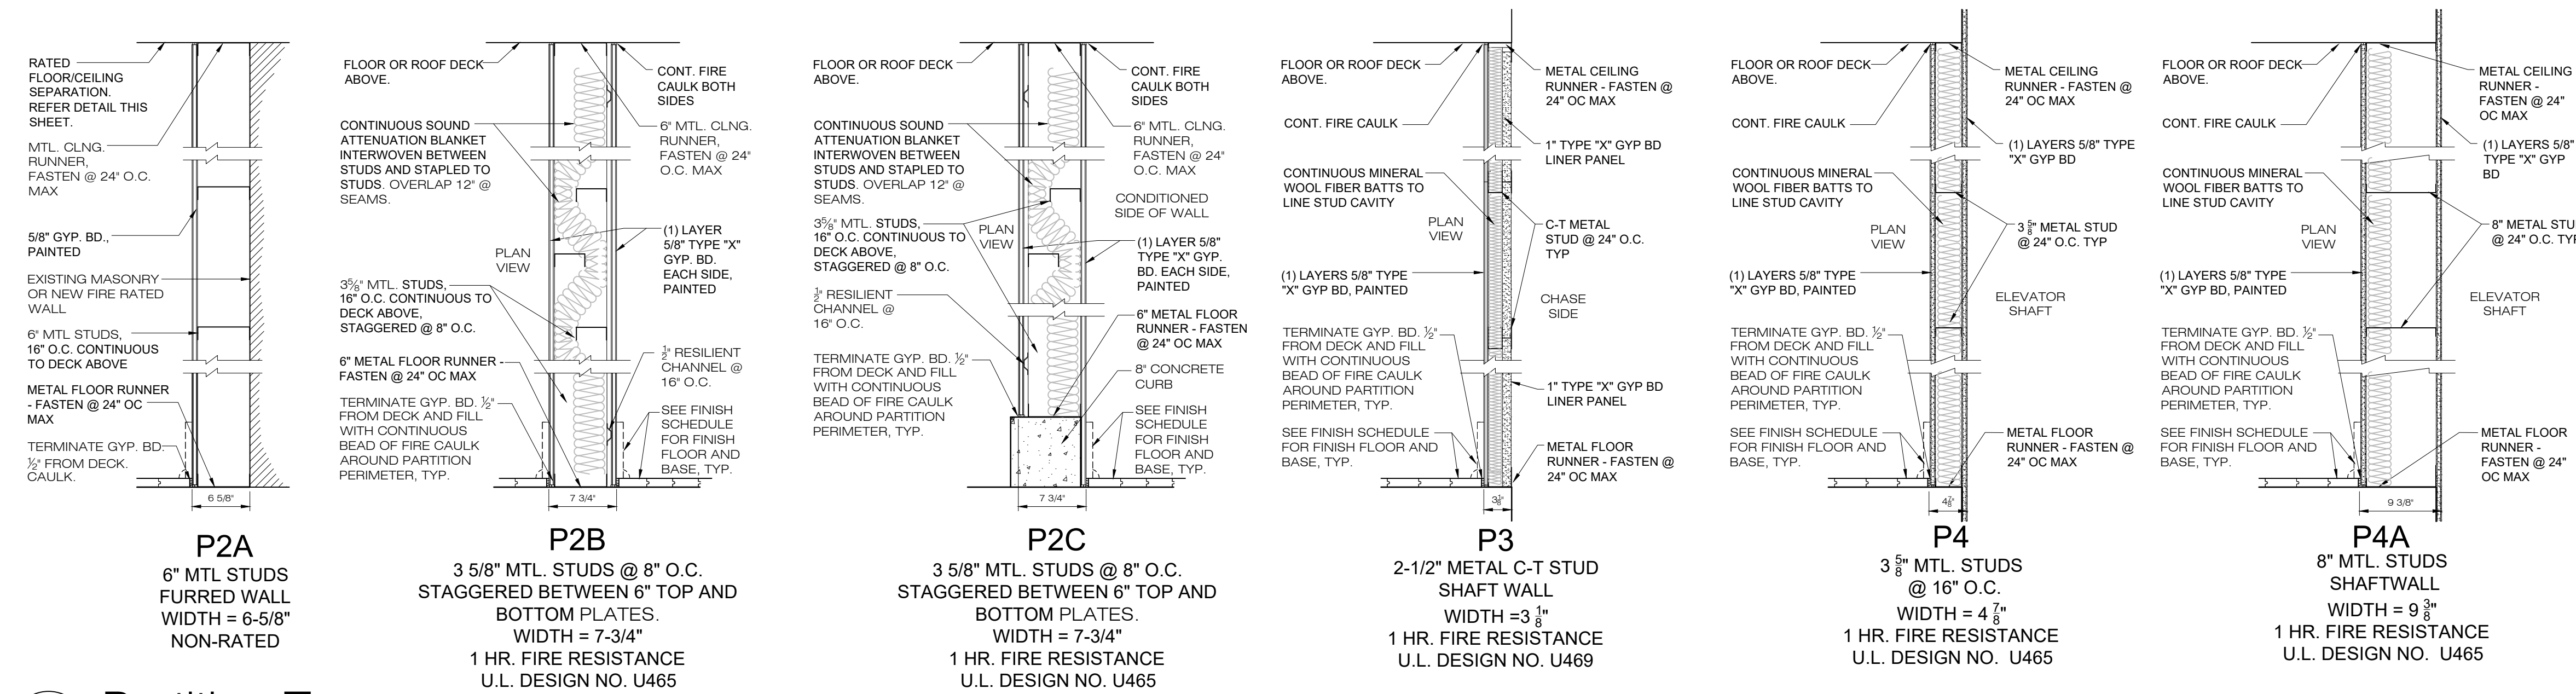 RATED
FLOOR/CEILING
SEPARATION.
REFER DETAIL THIS
SHEET.
MTL. CLNG.
RUNNER,
FASTEN @ 24" O.C.
MAX
5/8" GYP. BD.,
PAINTED
EXISTING MASONRY
OR NEW FIRE RATED
WALL
6" MTL STUDS,
16" O.C. CONTINUOUS
TO DECK ABOVE
METAL FLOOR RUNNER
- FASTEN @ 24" OC
MAX
TERMINATE GYP. BD.
½" FROM DECK.
CAULK.
6 5/8"
P2A
6" MTL STUDS
FURRED WALL
WIDTH = 6-5/8"
NON-RATED
FLOOR OR ROOF DECK
ABOVE.
CONTINUOUS SOUND
ATTENUATION BLANKET
INTERWOVEN BETWEEN
STUDS AND STAPLED TO
STUDS. OVERLAP 12" @
SEAMS.
PLAN
VIEW
3⅝" MTL. STUDS,
16" O.C. CONTINUOUS TO
DECK ABOVE,
STAGGERED @ 8" O.C.
6" METAL FLOOR RUNNER -
FASTEN @ 24" OC MAX
TERMINATE GYP. BD. ½"
FROM DECK AND FILL
WITH CONTINUOUS
BEAD OF FIRE CAULK
AROUND PARTITION
PERIMETER, TYP.
CONT. FIRE
CAULK BOTH
SIDES
6" MTL. CLNG.
RUNNER,
FASTEN @ 24"
O.C. MAX
(1) LAYER
5/8" TYPE "X"
GYP. BD.
EACH SIDE,
PAINTED
½" RESILIENT
CHANNEL @
16" O.C.
SEE FINISH
SCHEDULE
FOR FINISH
FLOOR AND
BASE, TYP.
7 3/4"
P2B
3 5/8" MTL. STUDS @ 8" O.C.
STAGGERED BETWEEN 6" TOP AND
BOTTOM PLATES.
WIDTH = 7-3/4"
1 HR. FIRE RESISTANCE
U.L. DESIGN NO. U465
FLOOR OR ROOF DECK
ABOVE.
CONTINUOUS SOUND
ATTENUATION BLANKET
INTERWOVEN BETWEEN
STUDS AND STAPLED TO
STUDS. OVERLAP 12" @
SEAMS.
3⅝" MTL. STUDS,
16" O.C. CONTINUOUS TO
DECK ABOVE,
STAGGERED @ 8" O.C.
PLAN
VIEW
½" RESILIENT
CHANNEL @
16" O.C.
TERMINATE GYP. BD. ½"
FROM DECK AND FILL
WITH CONTINUOUS
BEAD OF FIRE CAULK
AROUND PARTITION
PERIMETER, TYP.
CONT. FIRE
CAULK BOTH
SIDES
6" MTL. CLNG.
RUNNER,
FASTEN @ 24"
O.C. MAX
CONDITIONED
SIDE OF WALL
(1) LAYER 5/8"
TYPE "X" GYP.
BD. EACH SIDE,
PAINTED
6" METAL FLOOR
RUNNER - FASTEN
@ 24" OC MAX
8" CONCRETE
CURB
SEE FINISH
SCHEDULE
FOR FINISH
FLOOR AND
BASE, TYP.
7 3/4"
P2C
3 5/8" MTL. STUDS @ 8" O.C.
STAGGERED BETWEEN 6" TOP AND
BOTTOM PLATES.
WIDTH = 7-3/4"
1 HR. FIRE RESISTANCE
U.L. DESIGN NO. U465
FLOOR OR ROOF DECK
ABOVE.
CONT. FIRE CAULK
CONTINUOUS MINERAL
WOOL FIBER BATTS TO
LINE STUD CAVITY
PLAN
VIEW
(1) LAYERS 5/8" TYPE
"X" GYP BD, PAINTED
TERMINATE GYP. BD. ½"
FROM DECK AND FILL
WITH CONTINUOUS
BEAD OF FIRE CAULK
AROUND PARTITION
PERIMETER, TYP.
SEE FINISH SCHEDULE
FOR FINISH FLOOR AND
BASE, TYP.
METAL CEILING
RUNNER - FASTEN @
24" OC MAX
1" TYPE "X" GYP BD
LINER PANEL
C-T METAL
STUD @ 24" O.C.
TYP
CHASE
SIDE
1" TYPE "X" GYP BD
LINER PANEL
METAL FLOOR
RUNNER - FASTEN @
24" OC MAX
3⅛"
P3
2-1/2" METAL C-T STUD
SHAFT WALL
WIDTH =3 ⅛"
1 HR. FIRE RESISTANCE
U.L. DESIGN NO. U469
FLOOR OR ROOF DECK
ABOVE.
CONT. FIRE CAULK
CONTINUOUS MINERAL
WOOL FIBER BATTS TO
LINE STUD CAVITY
PLAN
VIEW
(1) LAYERS 5/8" TYPE
"X" GYP BD, PAINTED
TERMINATE GYP. BD. ½"
FROM DECK AND FILL
WITH CONTINUOUS
BEAD OF FIRE CAULK
AROUND PARTITION
PERIMETER, TYP.
SEE FINISH SCHEDULE
FOR FINISH FLOOR AND
BASE, TYP.
METAL CEILING
RUNNER - FASTEN @
24" OC MAX
(1) LAYERS 5/8" TYPE
"X" GYP BD
3 ⅝" METAL STUD
@ 24" O.C. TYP
ELEVATOR
SHAFT
METAL FLOOR
RUNNER - FASTEN @
24" OC MAX
4⅞"
P4
3 ⅝" MTL. STUDS
@ 16" O.C.
WIDTH = 4 ⅞"
1 HR. FIRE RESISTANCE
U.L. DESIGN NO. U465
FLOOR OR ROOF DECK
ABOVE.
CONT. FIRE CAULK
CONTINUOUS MINERAL
WOOL FIBER BATTS TO
LINE STUD CAVITY
PLAN
VIEW
(1) LAYERS 5/8" TYPE
"X" GYP BD, PAINTED
TERMINATE GYP. BD. ½"
FROM DECK AND FILL
WITH CONTINUOUS
BEAD OF FIRE CAULK
AROUND PARTITION
PERIMETER, TYP.
SEE FINISH SCHEDULE
FOR FINISH FLOOR AND
BASE, TYP.
METAL CEILING
RUNNER -
FASTEN @ 24"
OC MAX
(1) LAYERS 5/8"
TYPE "X" GYP
BD
8" METAL
@ 24" O.C.
ELEVATOR
SHAFT
METAL FLOOR
RUNNER -
FASTEN @ 24"
OC MAX
9 3/8"
P4A
8" MTL. STUDS
SHAFTWALL
WIDTH = 9 ⅜"
1 HR. FIRE RESISTANCE
U.L. DESIGN NO. U465